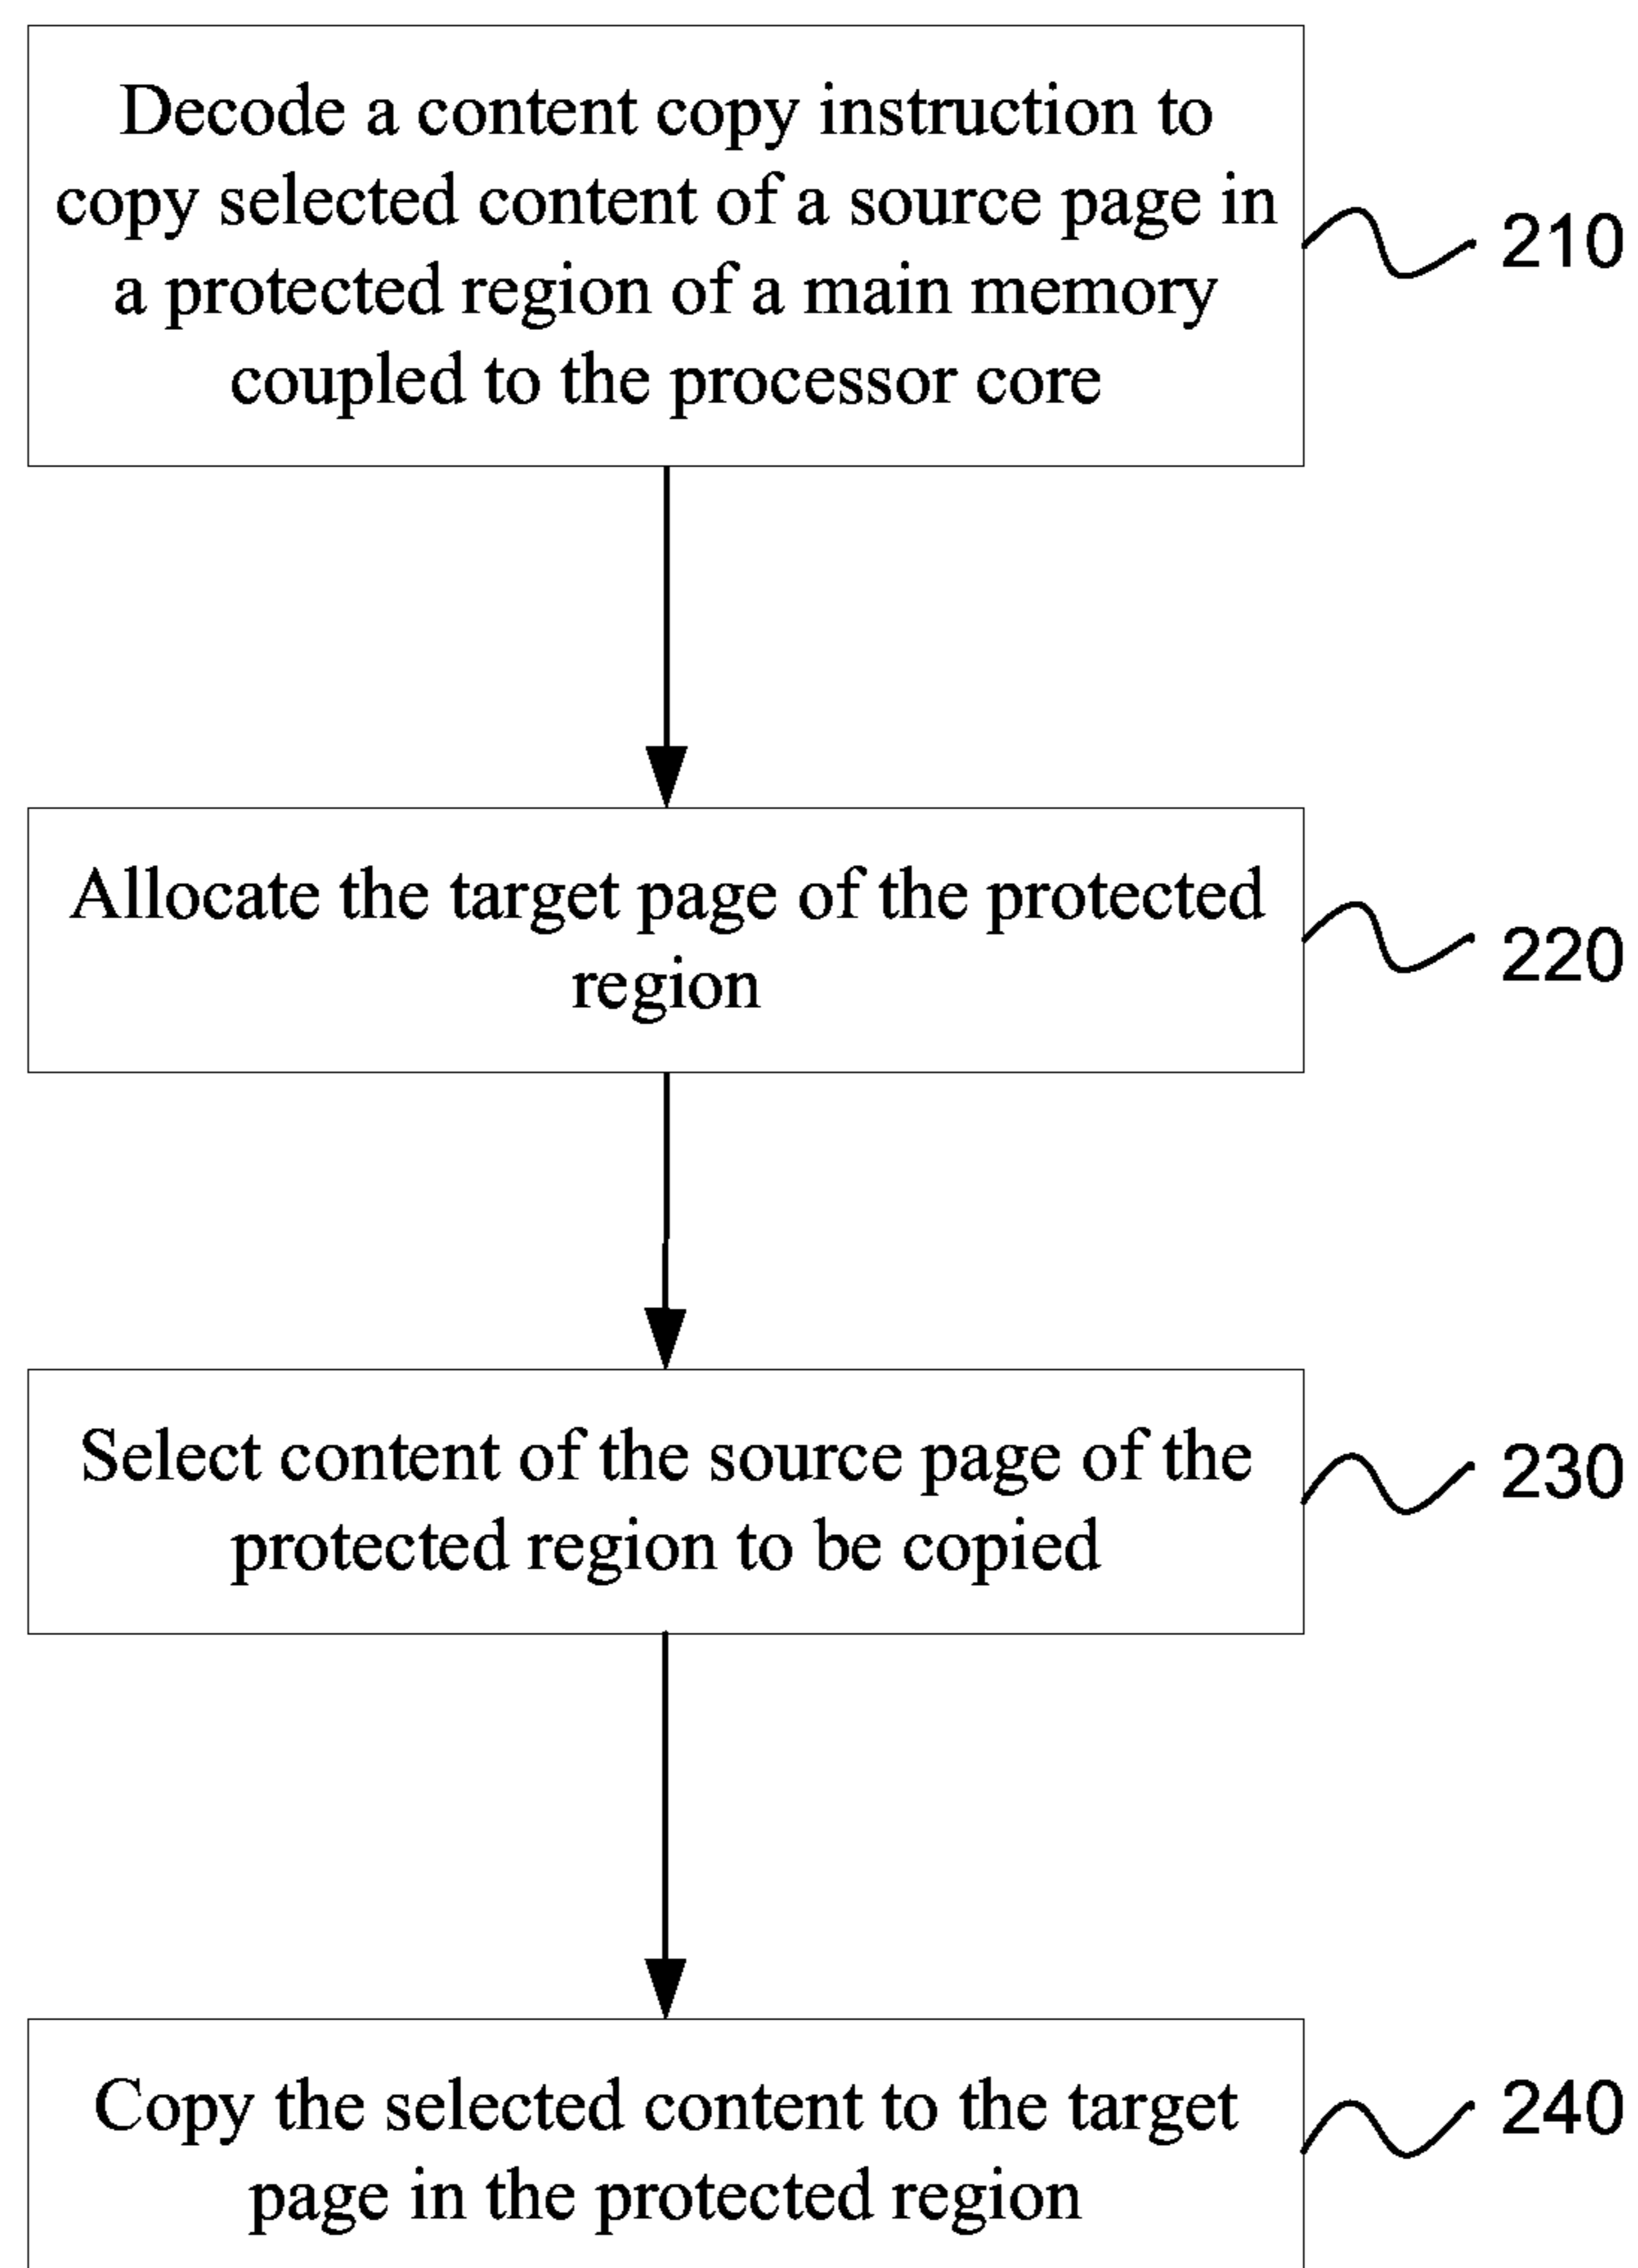 Decode a content copy instruction to
copy selected content of a source page in
a protected region of a main memory
coupled to the processor core
210
Allocate the target page of the protected
region
220
Select content of the source page of the
protected region to be copied
230
Copy the selected content to the target
page in the protected region
240